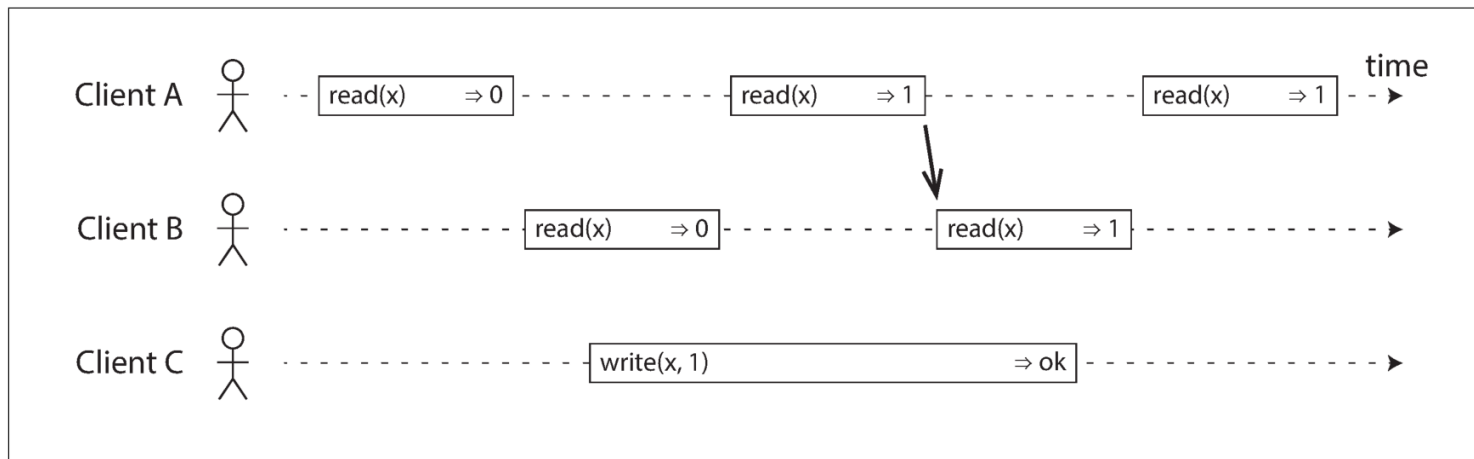 time
Client A read(x) ⇒ 0 read(x) ⇒ 1 read(x) ⇒ 1
Client B read(x) ⇒ 0 read(x) ⇒ 1
Client C write(x, 1) ⇒ ok